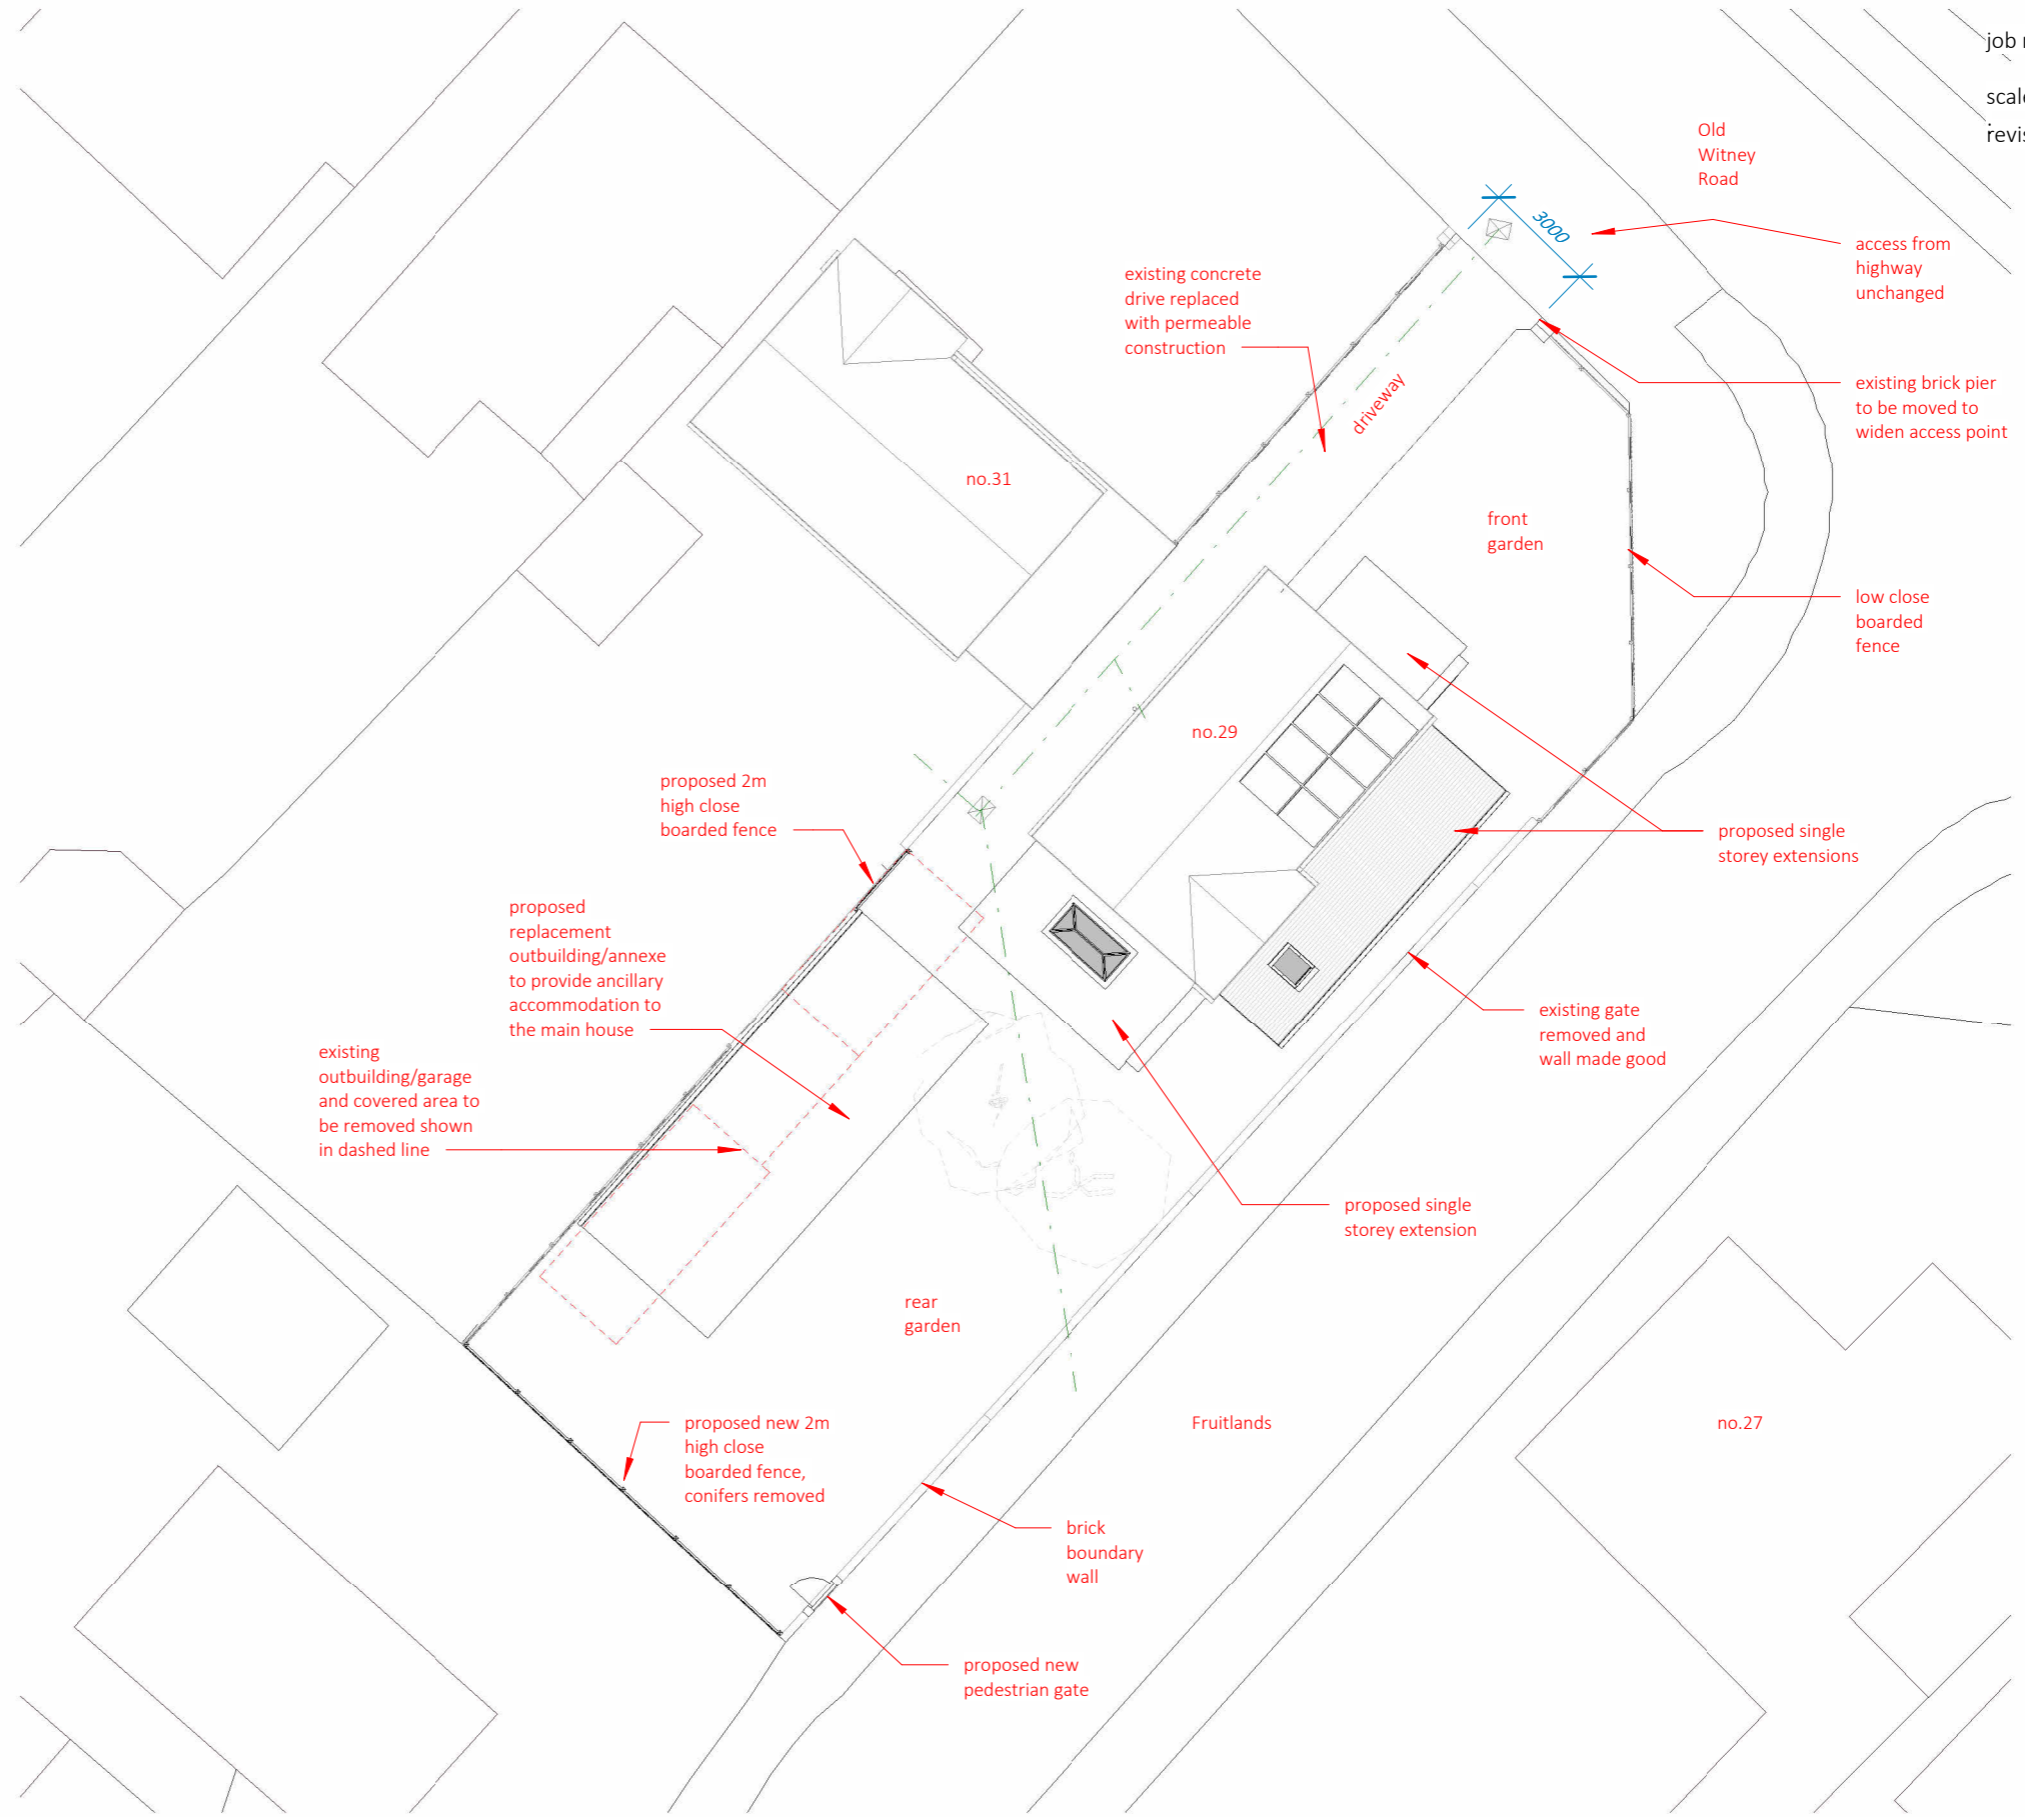 job
scale
revis
Old
Witney
Road
3000
access from
highway
unchanged
existing concrete
drive replaced
with permeable
construction
driveway
existing brick pier
to be moved to
widen access point
no.31
front
garden
low close
boarded
fence
no.29
proposed 2m
high close
boarded fence
proposed single
storey extensions
proposed
replacement
outbuilding/annexe
to provide ancillary
accommodation to
the main house
existing gate
removed and
wall made good
existing
outbuilding/garage
and covered area to
be removed shown
in dashed line
proposed single
storey extension
rear
garden
proposed new 2m
high close
boarded fence,
conifers removed
Fruitlands
no.27
brick
boundary
wall
proposed new
pedestrian gate